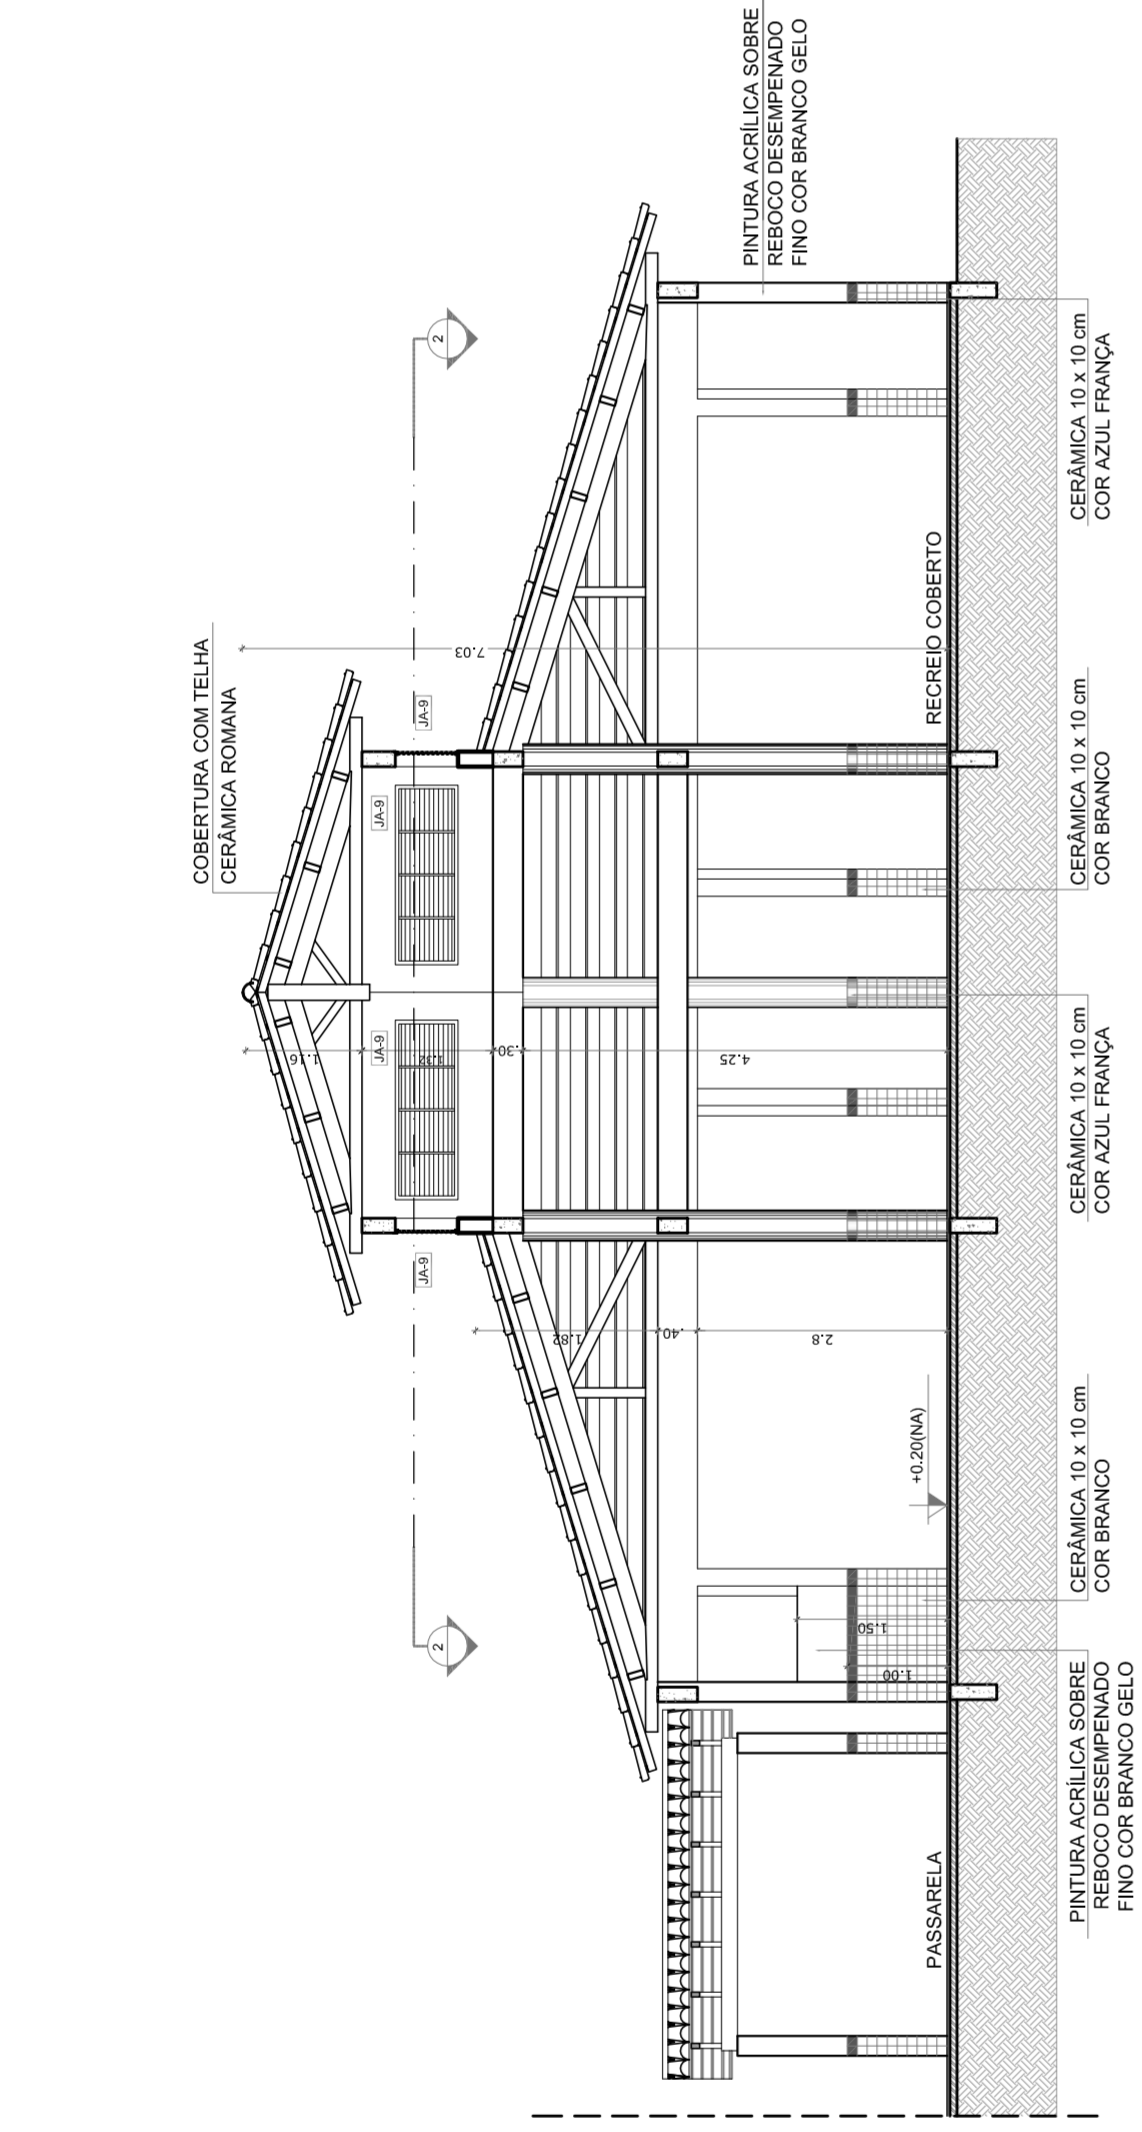 COBERTURA COM TELHA
CERÂMICA ROMANA
PINTURA ACRÍLICA SOBRE
REBOCO DESEMPENADO
FINO COR BRANCO GELO
2
2
JA-9
JA-9
JA-9
JA-9
1.16
1.32
.30
4.25
7.03
1.82
.40
2.8
+0.20(NA)
1.50
1.00
PASSARELA
RECREIO COBERTO
PINTURA ACRÍLICA SOBRE
REBOCO DESEMPENADO
FINO COR BRANCO GELO
CERÂMICA 10 x 10 cm
COR BRANCO
CERÂMICA 10 x 10 cm
COR AZUL FRANÇA
CERÂMICA 10 x 10 cm
COR BRANCO
CERÂMICA 10 x 10 cm
COR AZUL FRANÇA